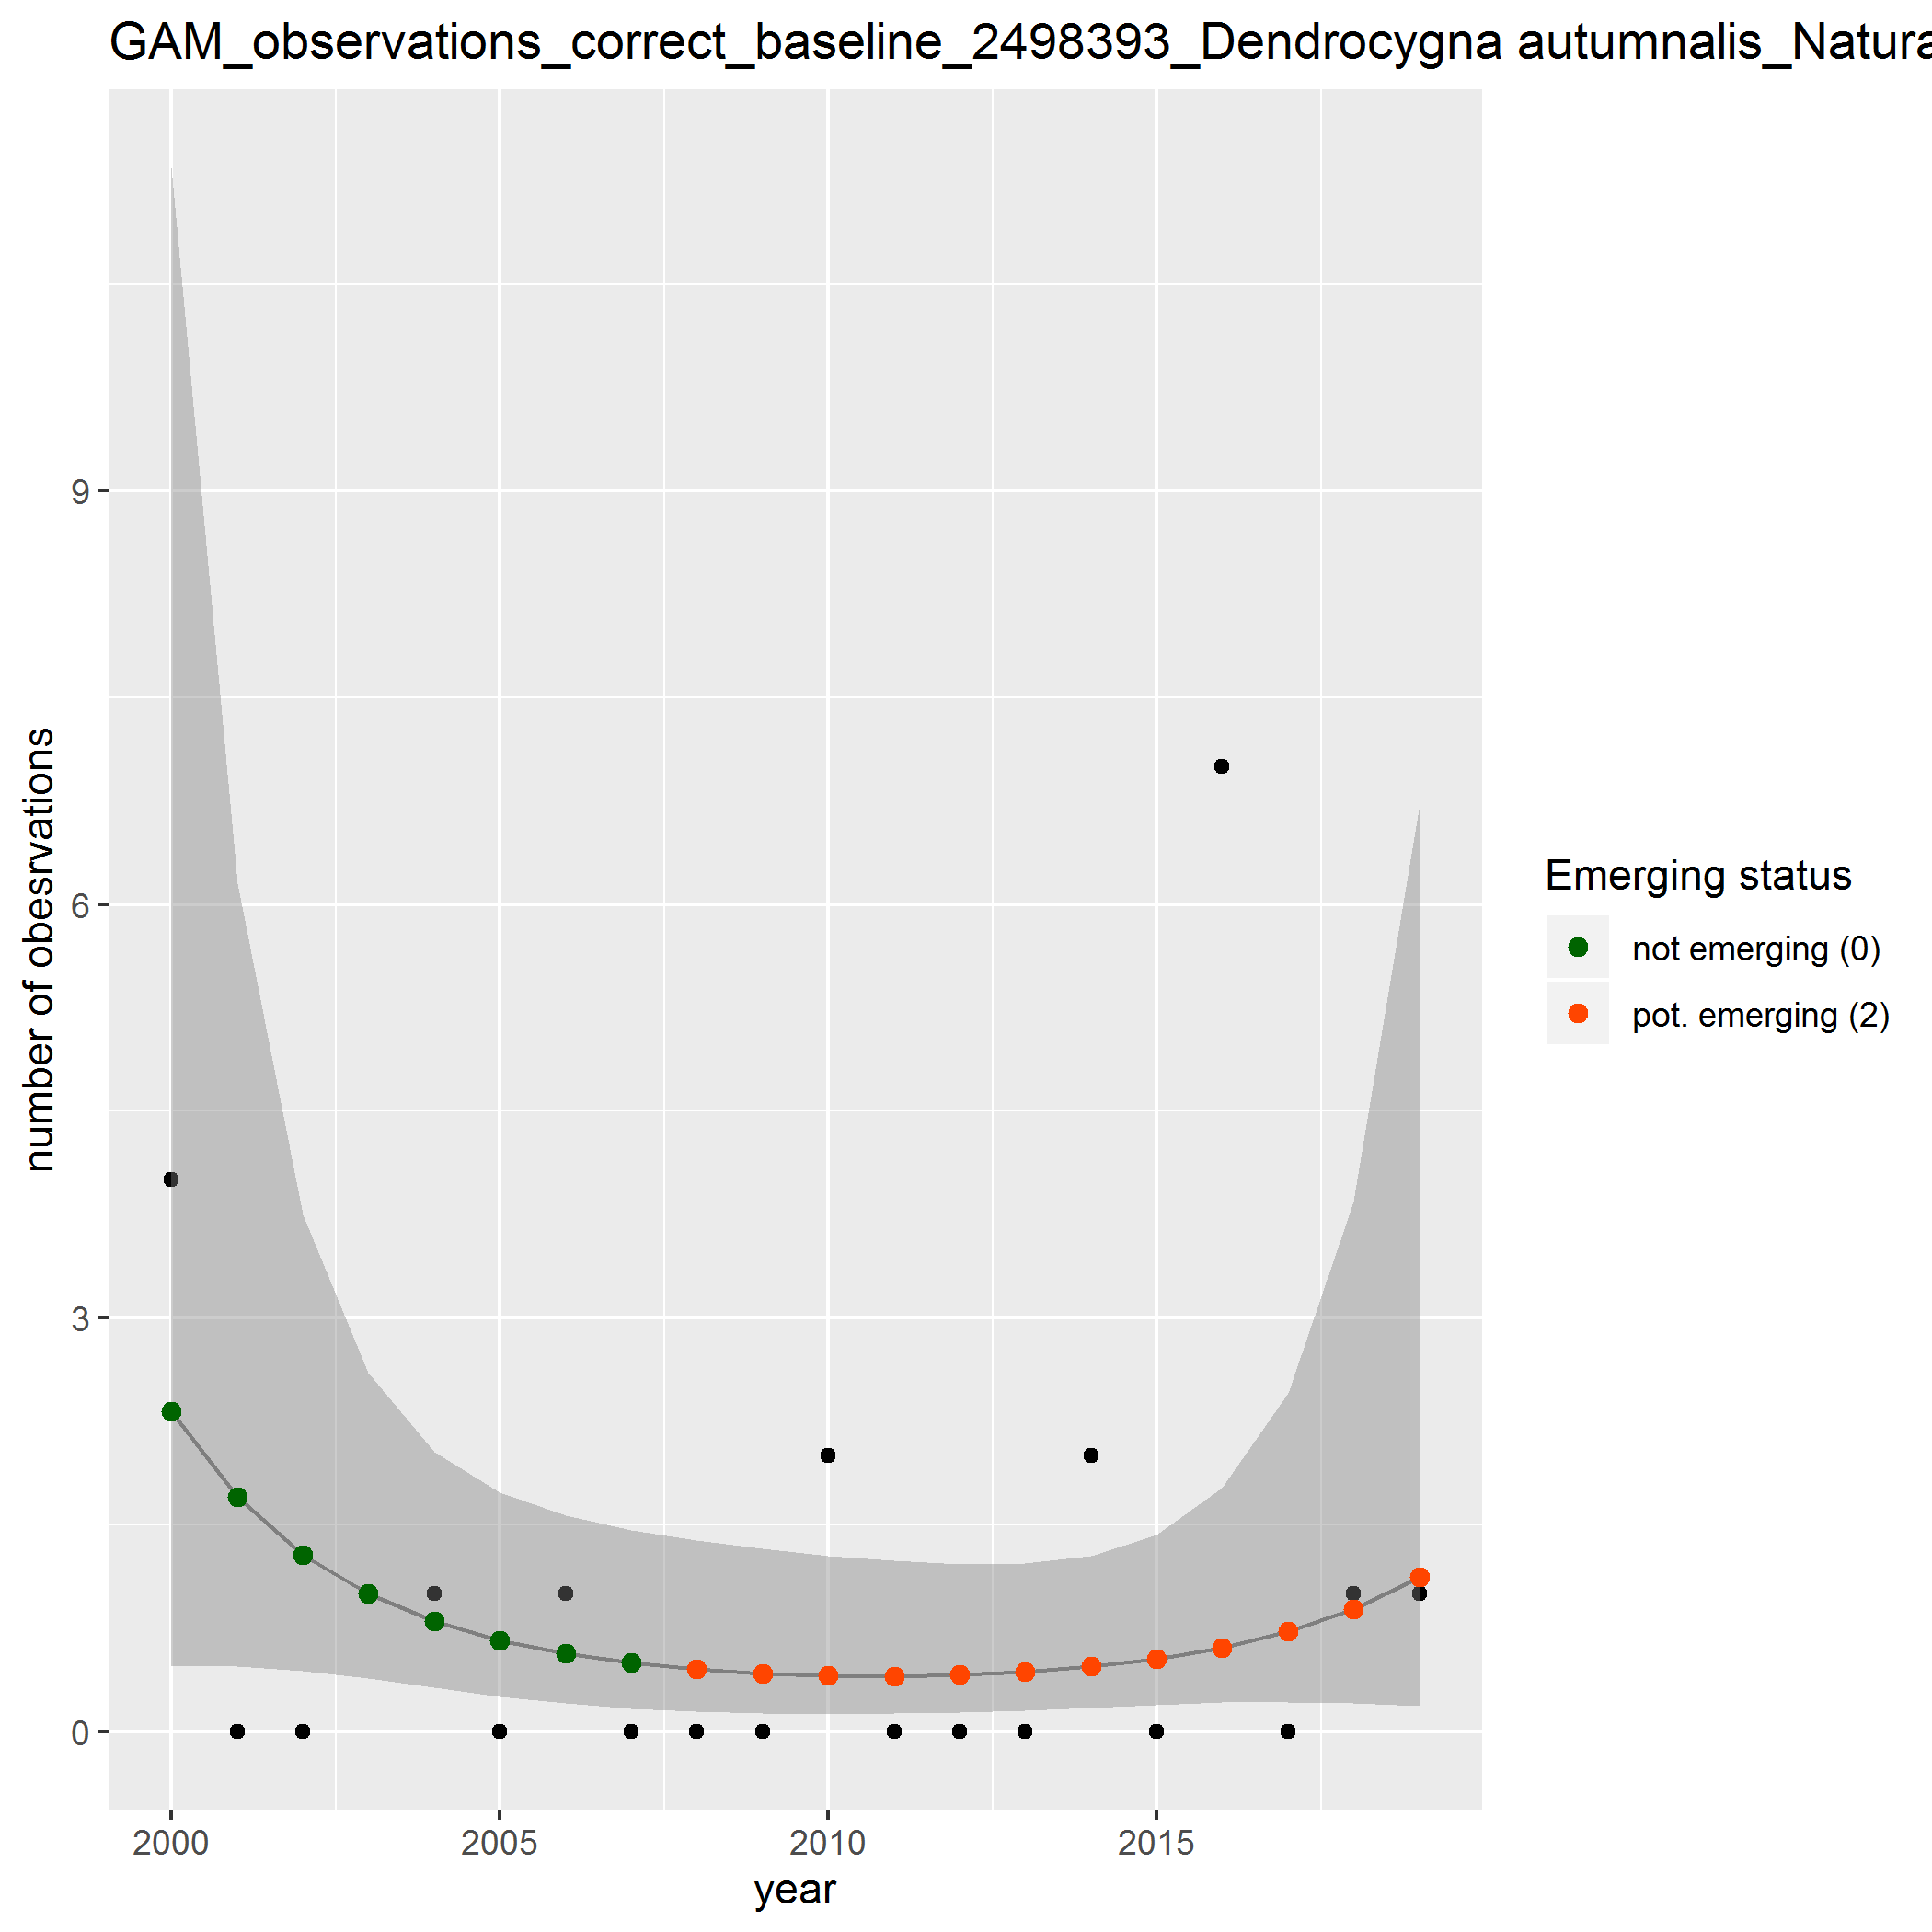 GAM_observations_correct_baseline_2498393_Dendrocygna autumnalis_Natura
number of obesrvations
9
6
3
0
2000 2005 2010 2015
year
Emerging status
not emerging (0)
pot. emerging (2)